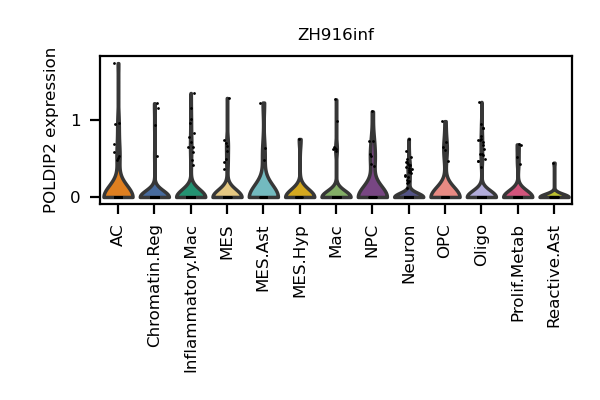 ZH916inf
POLDIP2 expression
1
0
AC
Chromatin.Reg
Inflammatory.Mac
MES
MES.Ast
MES.Hyp
Mac
NPC
Neuron
OPC
Oligo
Prolif.Metab
Reactive.Ast